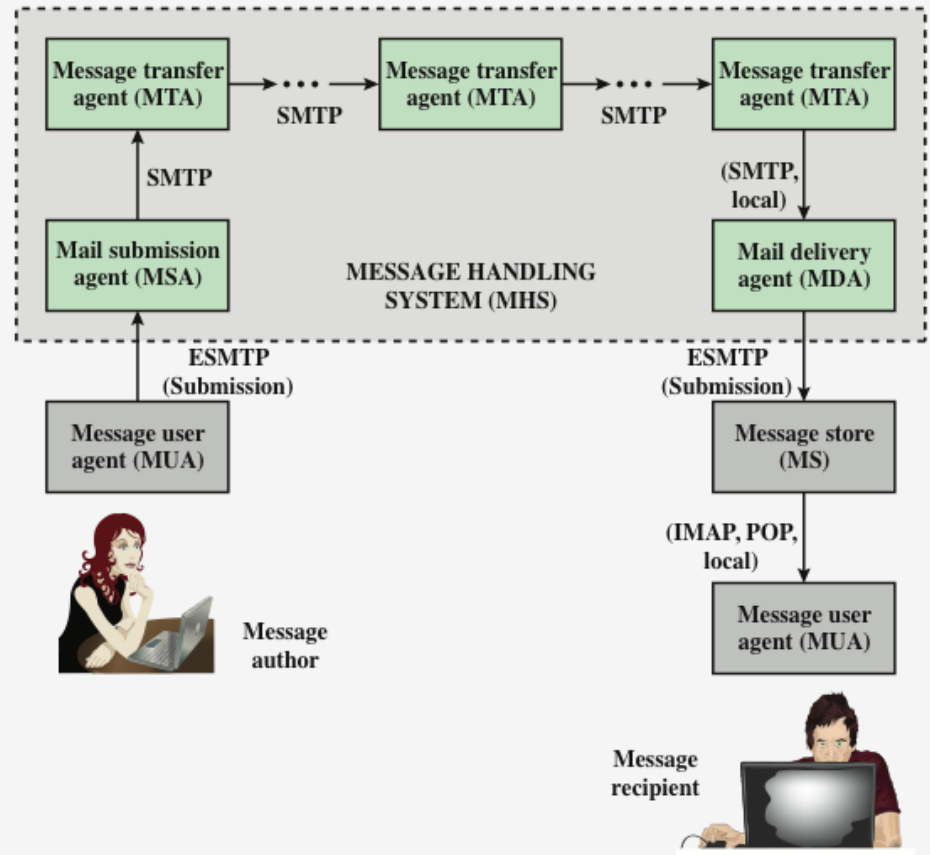 Message transfer
agent (MTA)
SMTP
Message transfer
agent (MTA)
SMTP
Message transfer
agent (MTA)
SMTP
(SMTP,
local)
Mail submission
agent (MSA)
MESSAGE HANDLING
SYSTEM (MHS)
Mail delivery
agent (MDA)
ESMTP
(Submission)
ESMTP
(Submission)
Message user
agent (MUA)
Message store
(MS)
(IMAP, POP,
local)
Message
author
Message user
agent (MUA)
Message
recipient